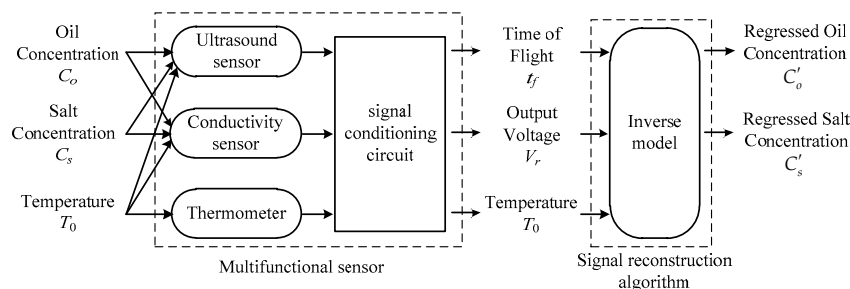 Oil
Concentration
Cₒ
Salt
Concentration
Cₛ
Temperature
T₀
Ultrasound
sensor
Conductivity
sensor
Thermometer
signal
conditioning
circuit
Multifunctional sensor
Time of
Flight
t_f
Output
Voltage
Vᵣ
Temperature
T₀
Inverse
model
Signal reconstruction
algorithm
Regressed Oil
Concentration
C′ₒ
Regressed Salt
Concentration
C′ₛ